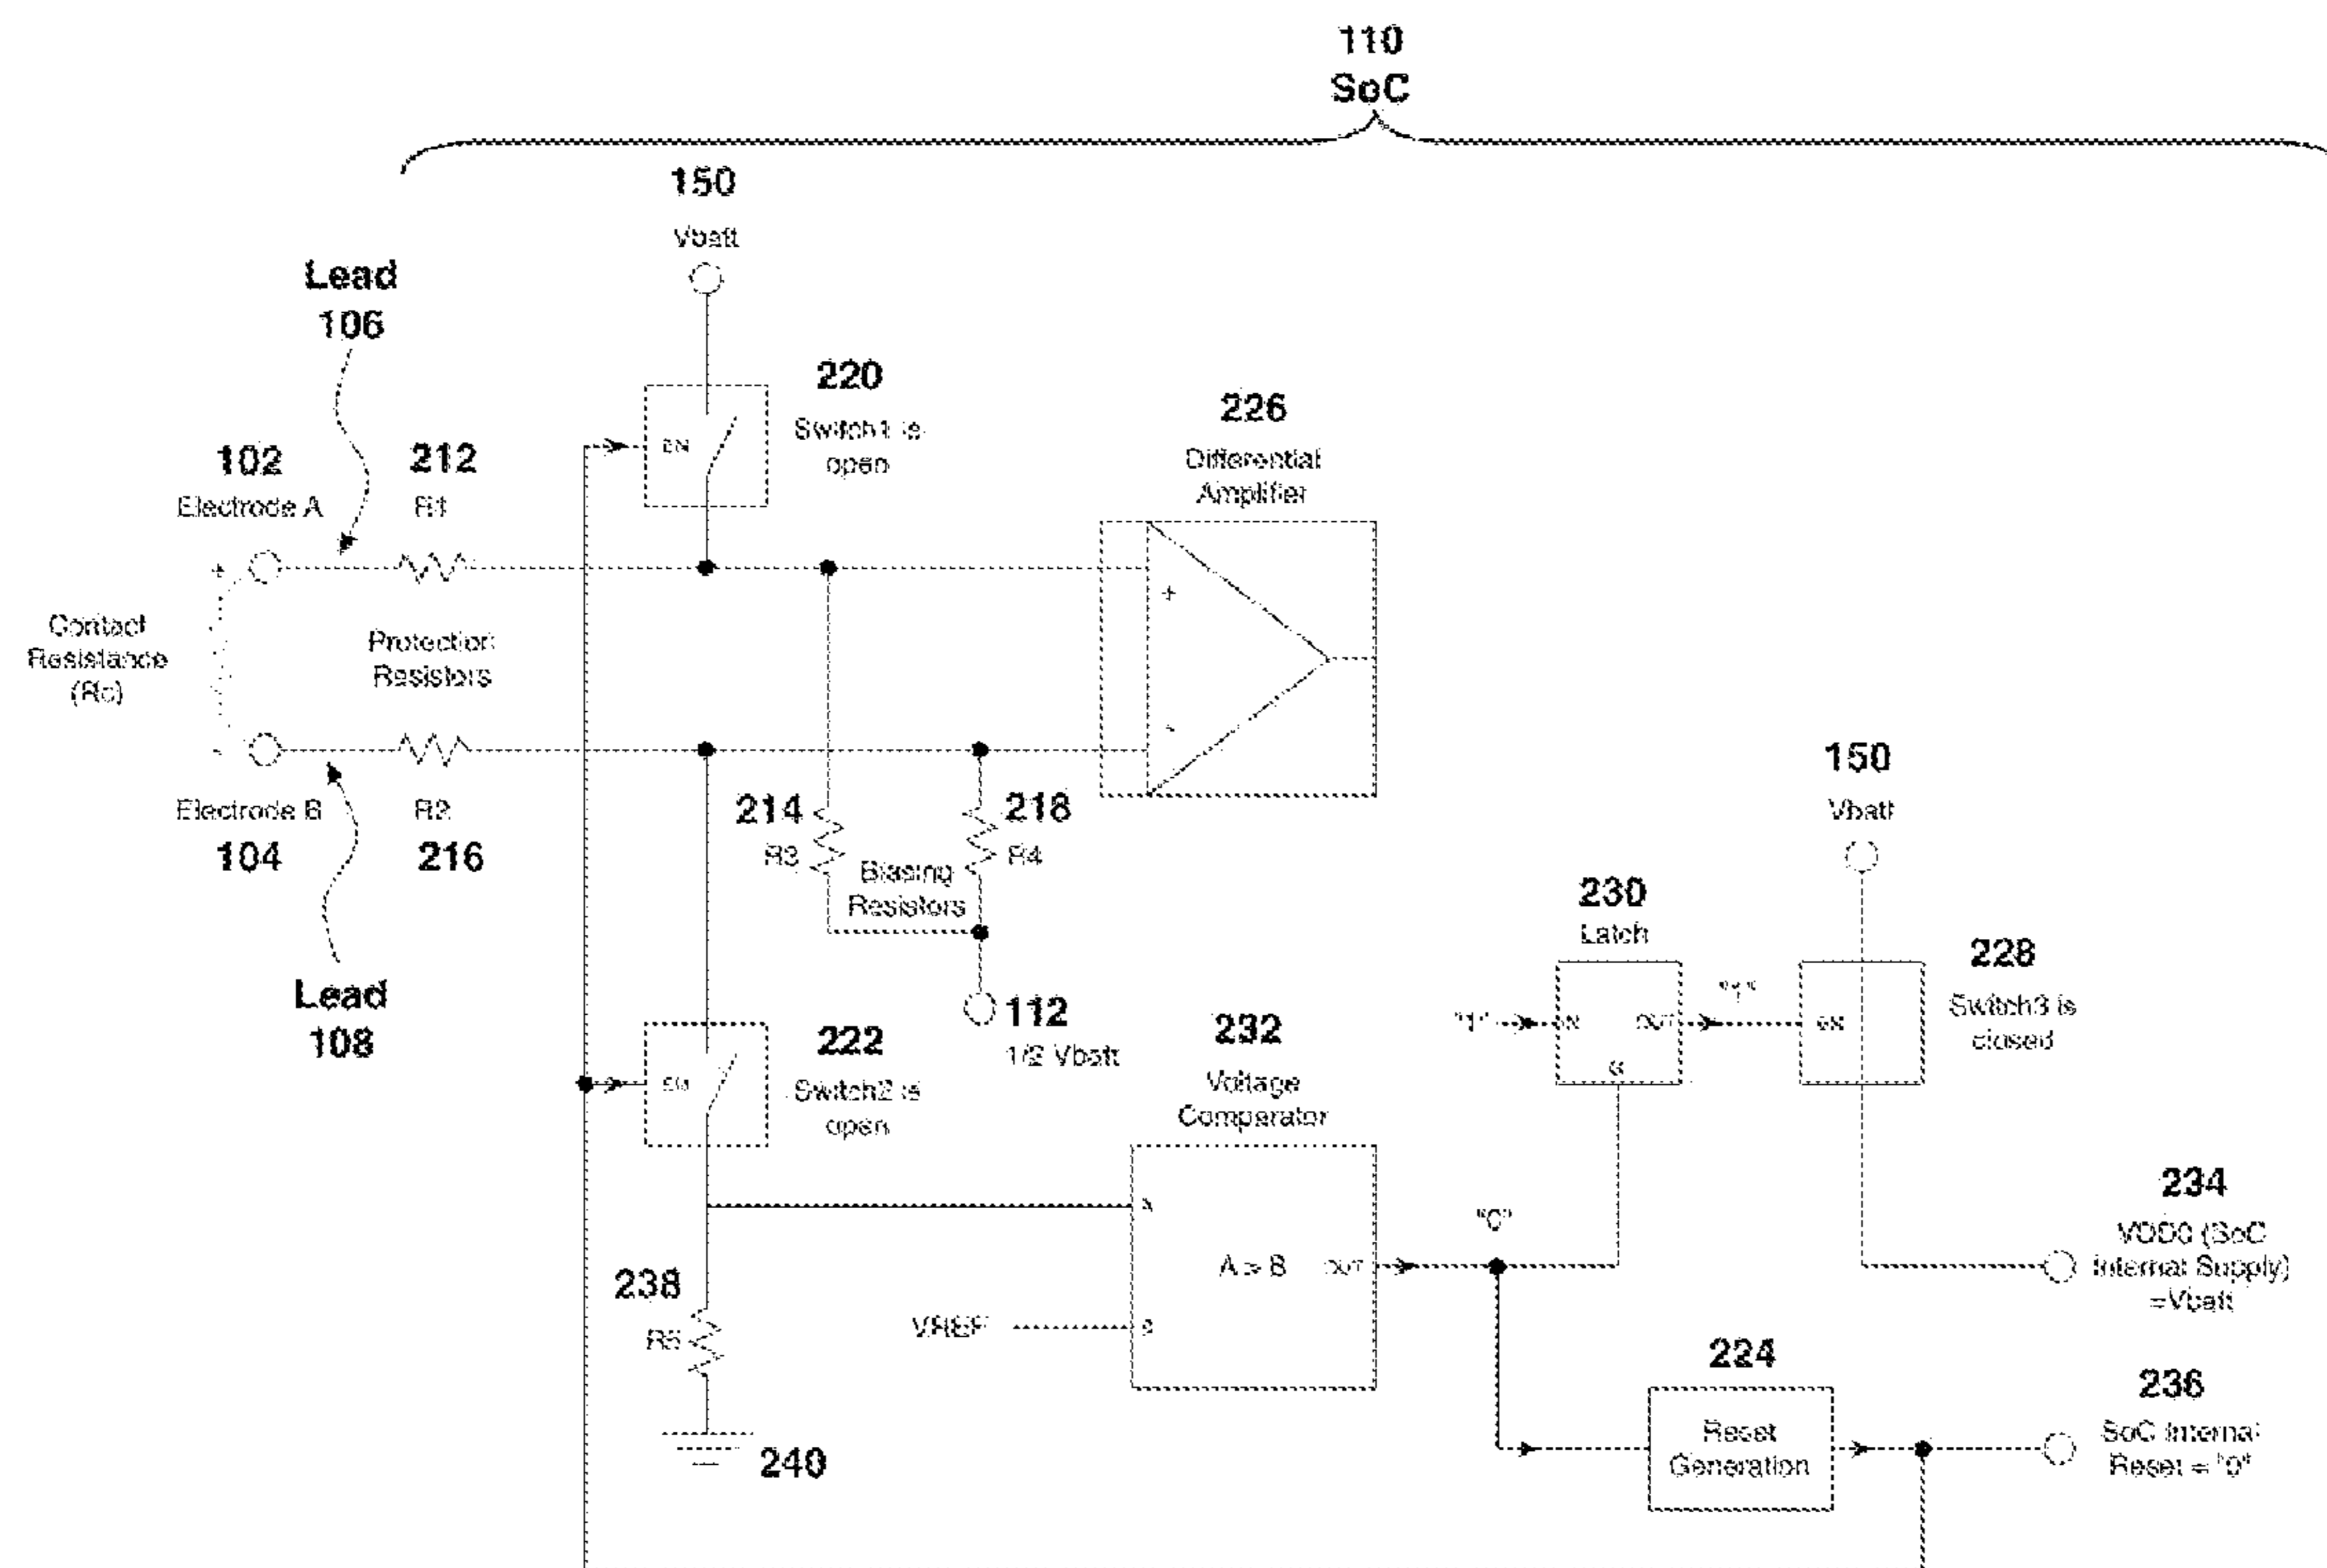 110
SoC
150
Vbatt
Lead
106
220
Switch1 is
open
226
Differential
Amplifier
102
Electrode A
212
R1
EN
+
+
Contact
Resistance
(Rc)
Protection
Resistors
-
-
Electrode B
104
R2
216
214
R3
218
R4
Biasing
Resistors
150
Vbatt
230
Latch
228
Switch3 is
closed
Lead
108
112
1/2 Vbatt
222
Switch2 is
open
EN
232
Voltage
Comparator
"1"
IN
OUT
G
"1"
EN
A
A > B
OUT
"0"
234
VDD0 (SoC
Internal Supply)
=Vbatt
238
R5
VREF
B
224
Reset
Generation
236
SoC Internal
Reset = "0"
240